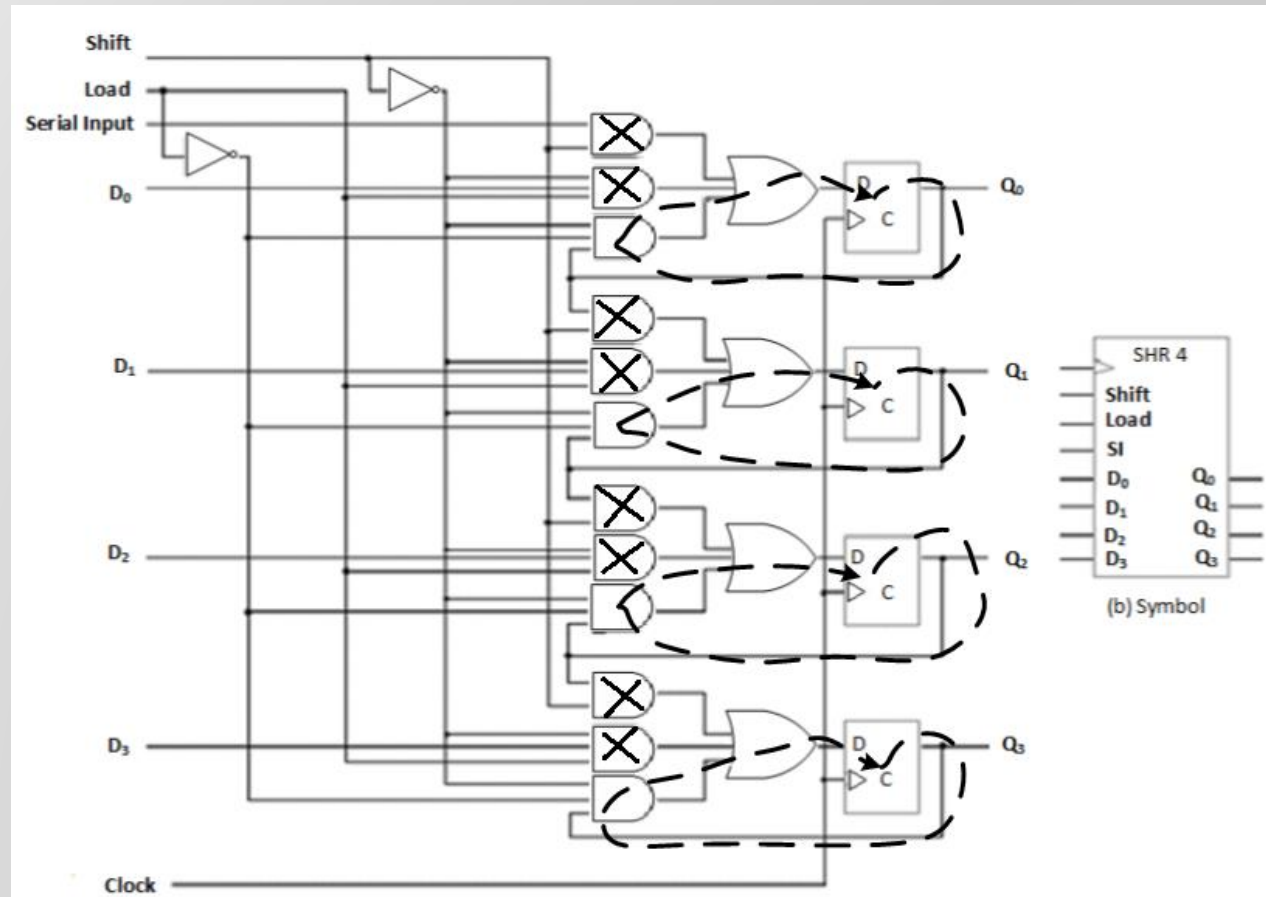 Shift
Load
Serial Input
D₀
D
C
Q₀
D₁
D
C
Q₁
D₂
D
C
Q₂
D₃
D
C
Q₃
Clock
SHR 4
Shift
Load
SI
D₀ Q₀
D₁ Q₁
D₂ Q₂
D₃ Q₃
(b) Symbol